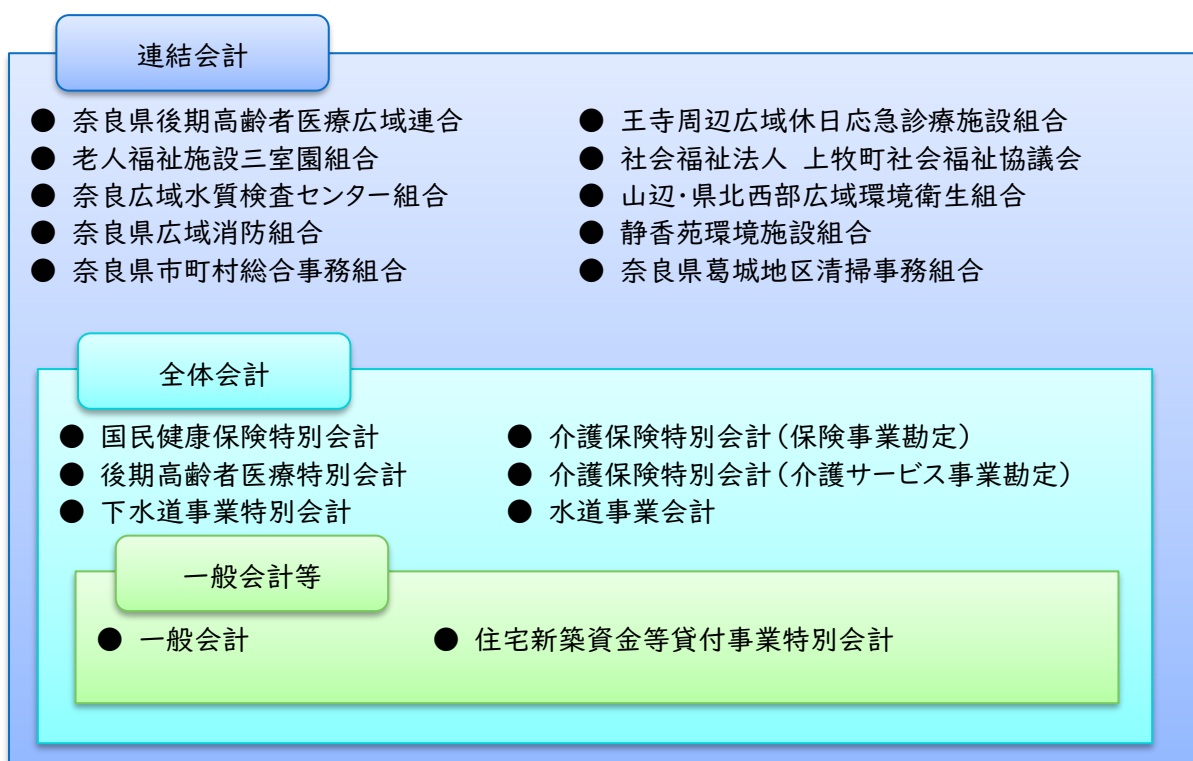 連結会計
● 奈良県後期高齢者医療広域連合
● 老人福祉施設三室園組合
● 奈良広域水質検査センター組合
● 奈良県広域消防組合
● 奈良県市町村総合事務組合
● 王寺周辺広域休日応急診療施設組合
● 社会福祉法人 上牧町社会福祉協議会
● 山辺・県北西部広域環境衛生組合
● 静香苑環境施設組合
● 奈良県葛城地区清掃事務組合
全体会計
● 国民健康保険特別会計
● 後期高齢者医療特別会計
● 下水道事業特別会計
● 介護保険特別会計(保険事業勘定)
● 介護保険特別会計(介護サービス事業勘定)
● 水道事業会計
一般会計等
● 一般会計
● 住宅新築資金等貸付事業特別会計